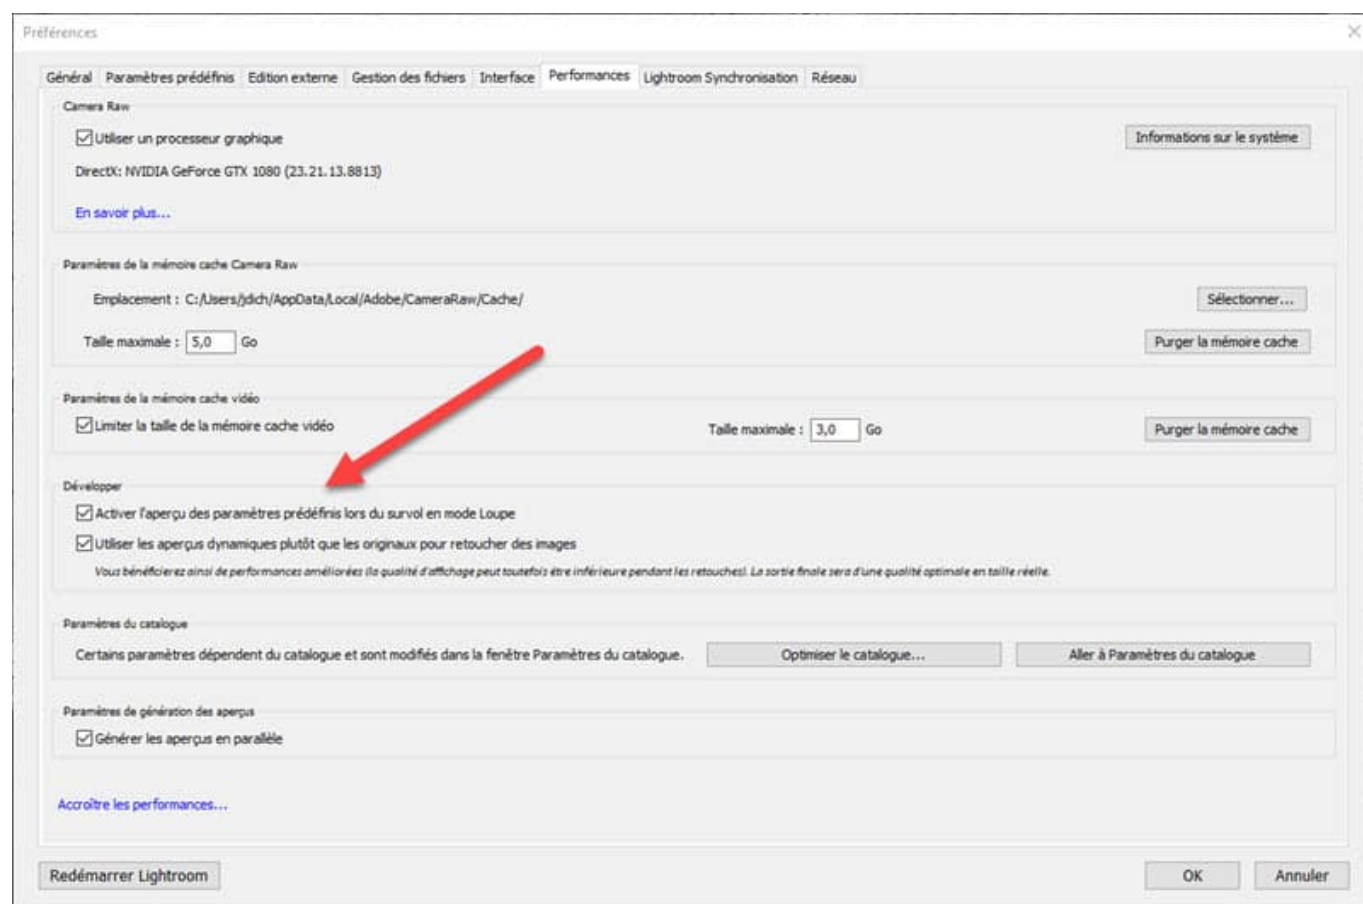 Préférences
Général Paramètres prédéfinis Edition externe Gestion des fichiers Interface Performances Lightroom Synchronisation Réseau
Camera Raw
Utiliser un processeur graphique Informations sur le système
DirectX: NVIDIA GeForce GTX 1080 (23.21.13.8813)
En savoir plus...
Paramètres de la mémoire cache Camera Raw
Emplacement : C:/Users/jdich/AppData/Local/Adobe/CameraRaw/Cache/ Sélectionner...
Taille maximale : 5,0 Go Purger la mémoire cache
Paramètres de la mémoire cache vidéo
Limiter la taille de la mémoire cache vidéo Taille maximale : 3,0 Go Purger la mémoire cache
Développer
Activer l'aperçu des paramètres prédéfinis lors du survol en mode Loupe
Utiliser les aperçus dynamiques plutôt que les originaux pour retoucher des images
Vous bénéficierez ainsi de performances améliorées (la qualité d'affichage peut toutefois être inférieure pendant les retouches). La sortie finale sera d'une qualité optimale en taille réelle.
Paramètres du catalogue
Certains paramètres dépendent du catalogue et sont modifiés dans la fenêtre Paramètres du catalogue. Optimiser le catalogue... Aller à Paramètres du catalogue
Paramètres de génération des aperçus
Générer les aperçus en parallèle
Accroître les performances...
Redémarrer Lightroom OK Annuler